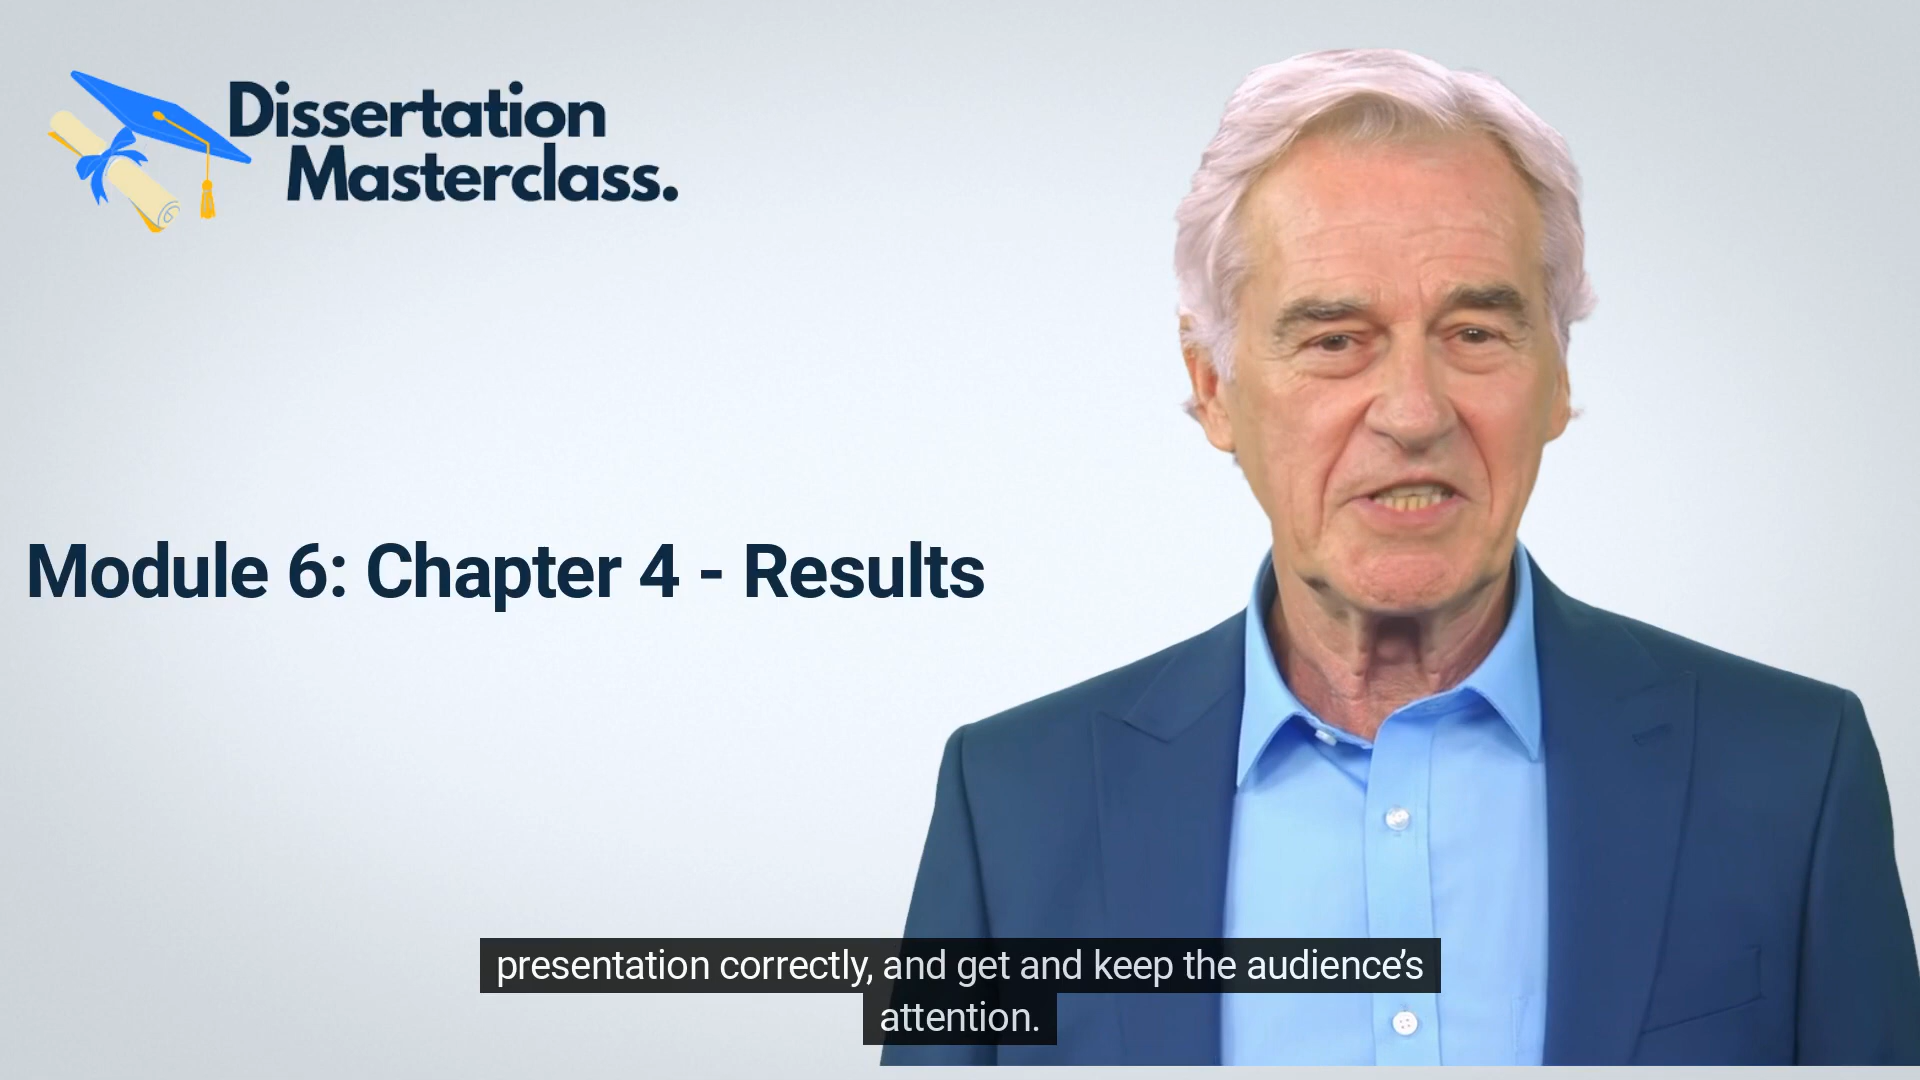 Dissertation
Masterclass.
Module 6: Chapter 4 - Results
presentation correctly, and get and keep the audience’s
attention.